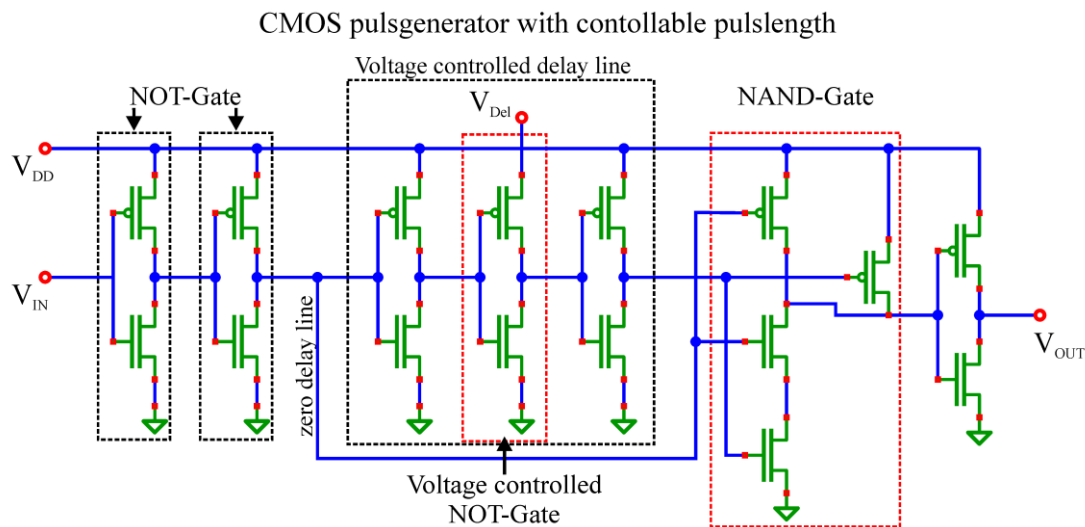 CMOS pulsgenerator with contollable pulslength
Voltage controlled delay line
NOT-Gate
V_Del
NAND-Gate
V_DD
V_IN
zero delay line
V_OUT
Voltage controlled
NOT-Gate